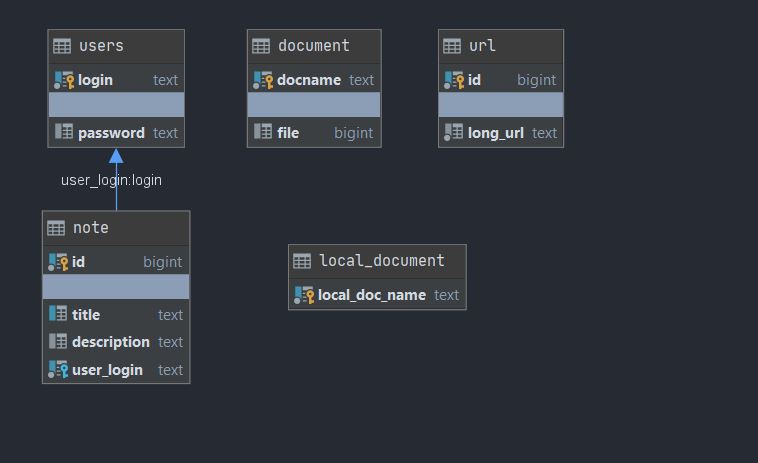 users
login text
password text
document
docname text
file bigint
url
id bigint
long_url text
user_login:login
note
id bigint
title text
description text
user_login text
local_document
local_doc_name text